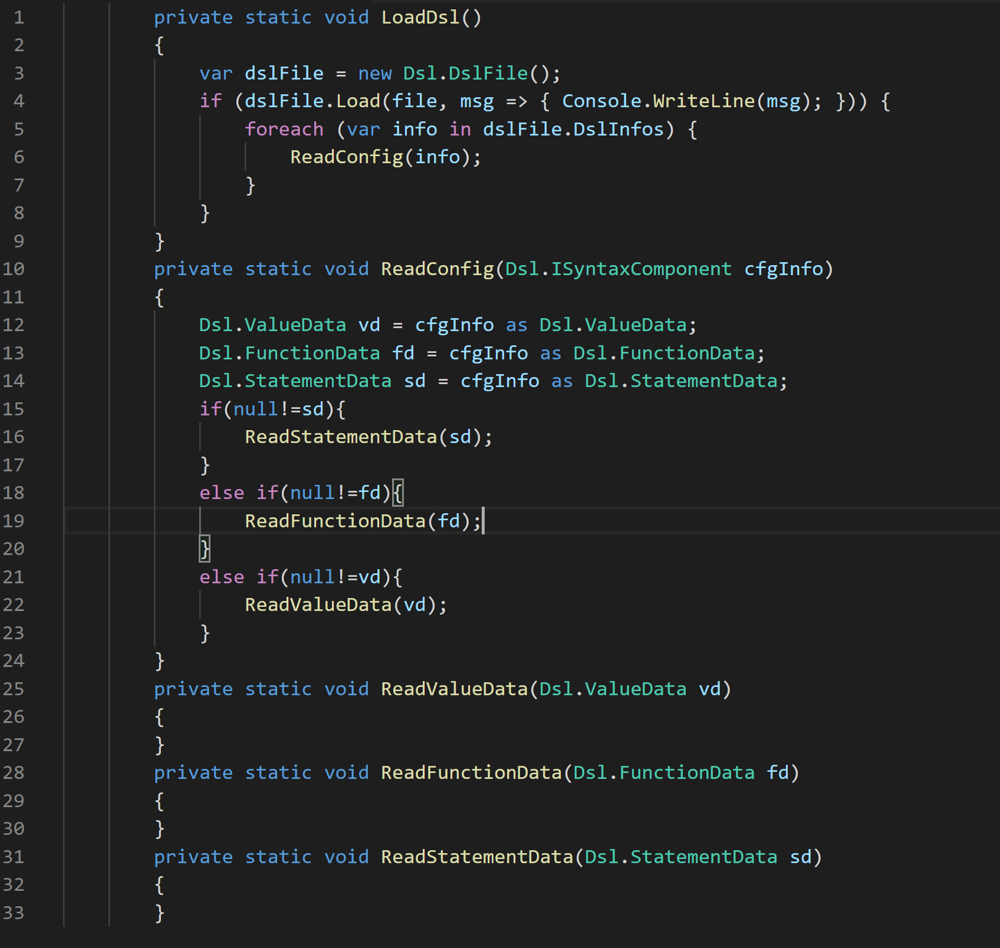 1 private static void LoadDsl()
2 {
3 var dslFile = new Dsl.DslFile();
4 if (dslFile.Load(file, msg => { Console.WriteLine(msg); })) {
5 foreach (var info in dslFile.DslInfos) {
6 ReadConfig(info);
7 }
8 }
9 }
10 private static void ReadConfig(Dsl.ISyntaxComponent cfgInfo)
11 {
12 Dsl.ValueData vd = cfgInfo as Dsl.ValueData;
13 Dsl.FunctionData fd = cfgInfo as Dsl.FunctionData;
14 Dsl.StatementData sd = cfgInfo as Dsl.StatementData;
15 if(null!=sd){
16 ReadStatementData(sd);
17 }
18 else if(null!=fd){
19 ReadFunctionData(fd);
20 }
21 else if(null!=vd){
22 ReadValueData(vd);
23 }
24 }
25 private static void ReadValueData(Dsl.ValueData vd)
26 {
27 }
28 private static void ReadFunctionData(Dsl.FunctionData fd)
29 {
30 }
31 private static void ReadStatementData(Dsl.StatementData sd)
32 {
33 }